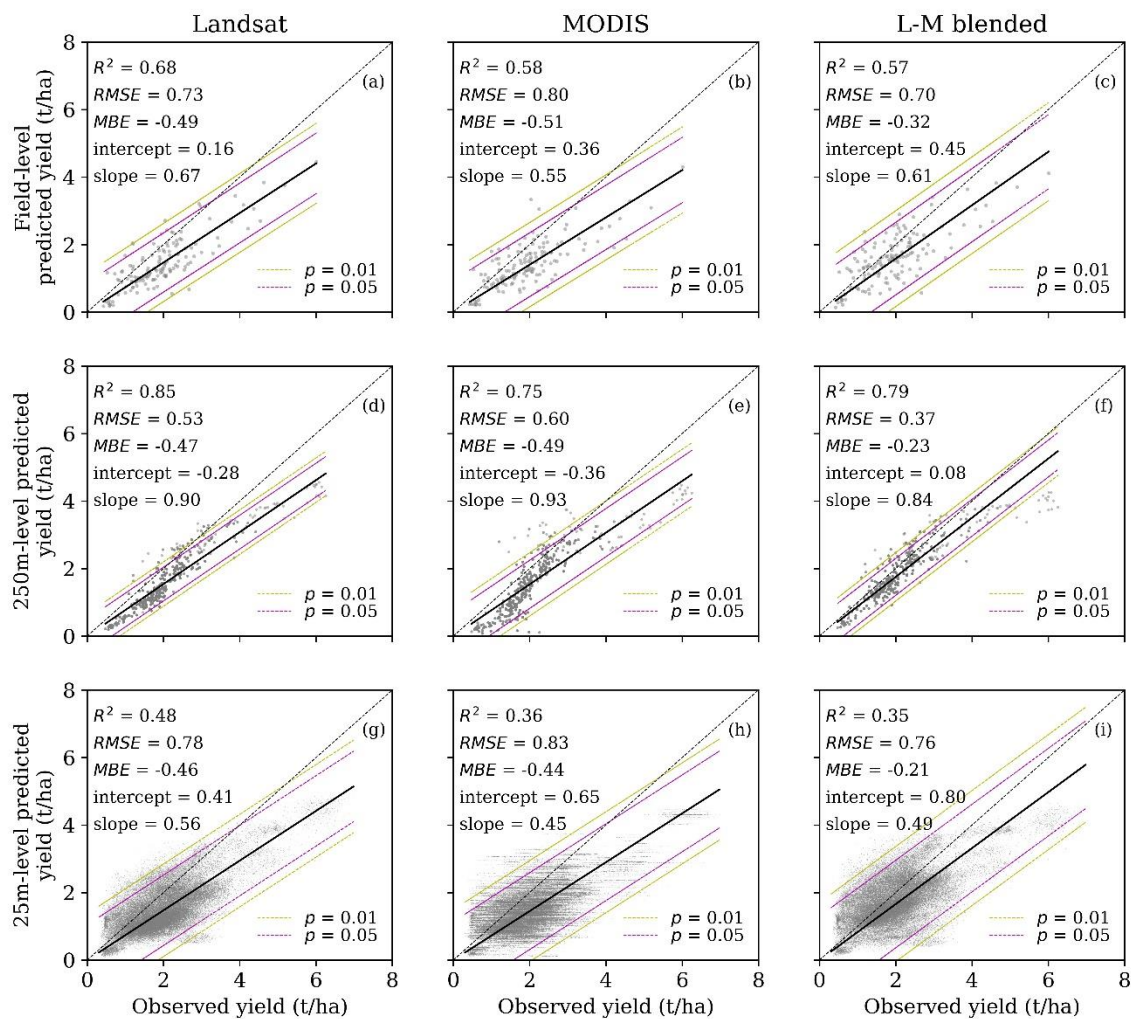 Landsat
MODIS
L-M blended
Field-level
predicted yield (t/ha)
8
6
4
2
0
R² = 0.68
RMSE = 0.73
MBE = -0.49
intercept = 0.16
slope = 0.67
(a)
p = 0.01
p = 0.05
R² = 0.58
RMSE = 0.80
MBE = -0.51
intercept = 0.36
slope = 0.55
(b)
p = 0.01
p = 0.05
R² = 0.57
RMSE = 0.70
MBE = -0.32
intercept = 0.45
slope = 0.61
(c)
p = 0.01
p = 0.05
250m-level predicted
yield (t/ha)
8
6
4
2
0
R² = 0.85
RMSE = 0.53
MBE = -0.47
intercept = -0.28
slope = 0.90
(d)
p = 0.01
p = 0.05
R² = 0.75
RMSE = 0.60
MBE = -0.49
intercept = -0.36
slope = 0.93
(e)
p = 0.01
p = 0.05
R² = 0.79
RMSE = 0.37
MBE = -0.23
intercept = 0.08
slope = 0.84
(f)
p = 0.01
p = 0.05
25m-level predicted
yield (t/ha)
8
6
4
2
0
R² = 0.48
RMSE = 0.78
MBE = -0.46
intercept = 0.41
slope = 0.56
(g)
p = 0.01
p = 0.05
0 2 4 6 8
Observed yield (t/ha)
R² = 0.36
RMSE = 0.83
MBE = -0.44
intercept = 0.65
slope = 0.45
(h)
p = 0.01
p = 0.05
0 2 4 6 8
Observed yield (t/ha)
R² = 0.35
RMSE = 0.76
MBE = -0.21
intercept = 0.80
slope = 0.49
(i)
p = 0.01
p = 0.05
0 2 4 6 8
Observed yield (t/ha)